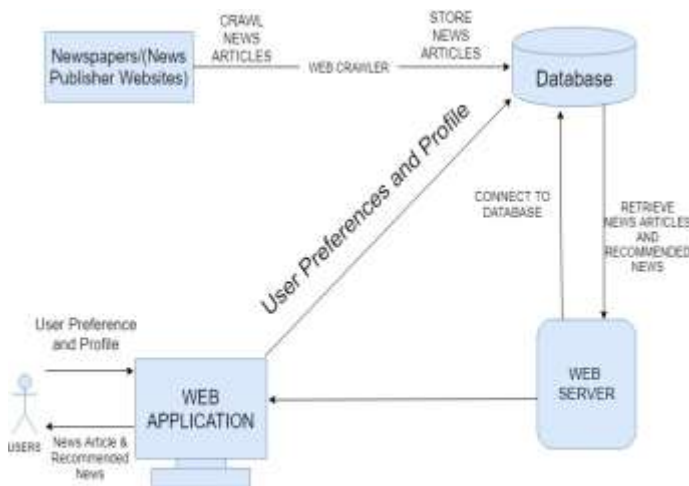 CRAWL
NEWS
ARTICLES
STORE
NEWS
ARTICLES
Newspapers/(News
Publisher Websites)
WEB CRAWLER
Database
User Preferences and Profile
CONNECT TO
DATABASE
RETRIEVE
NEWS ARTICLES
AND
RECOMMENDED
NEWS
User Preference
and Profile
WEB
APPLICATION
WEB
SERVER
USERS
News Article &
Recommended
News